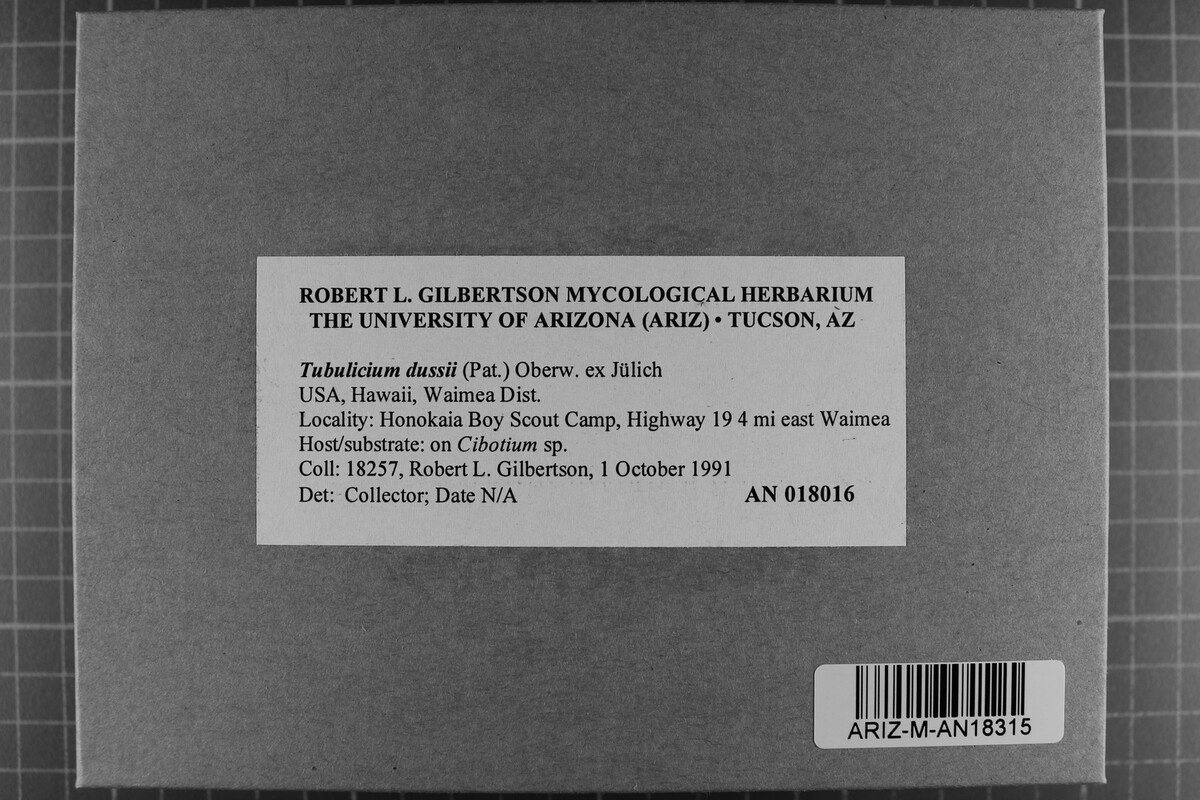 ROBERT L. GILBERTSON MYCOLOGICAL HERBARIUM
THE UNIVERSITY OF ARIZONA (ARIZ) • TUCSON, AZ
Tubulicium dussii (Pat.) Oberw. ex Jülich
USA, Hawaii, Waimea Dist.
Locality: Honokaia Boy Scout Camp, Highway 19 4 mi east Waimea
Host/substrate: on Cibotium sp.
Coll: 18257, Robert L. Gilbertson, 1 October 1991
Det: Collector; Date N/A AN 018016
ARIZ-M-AN18315